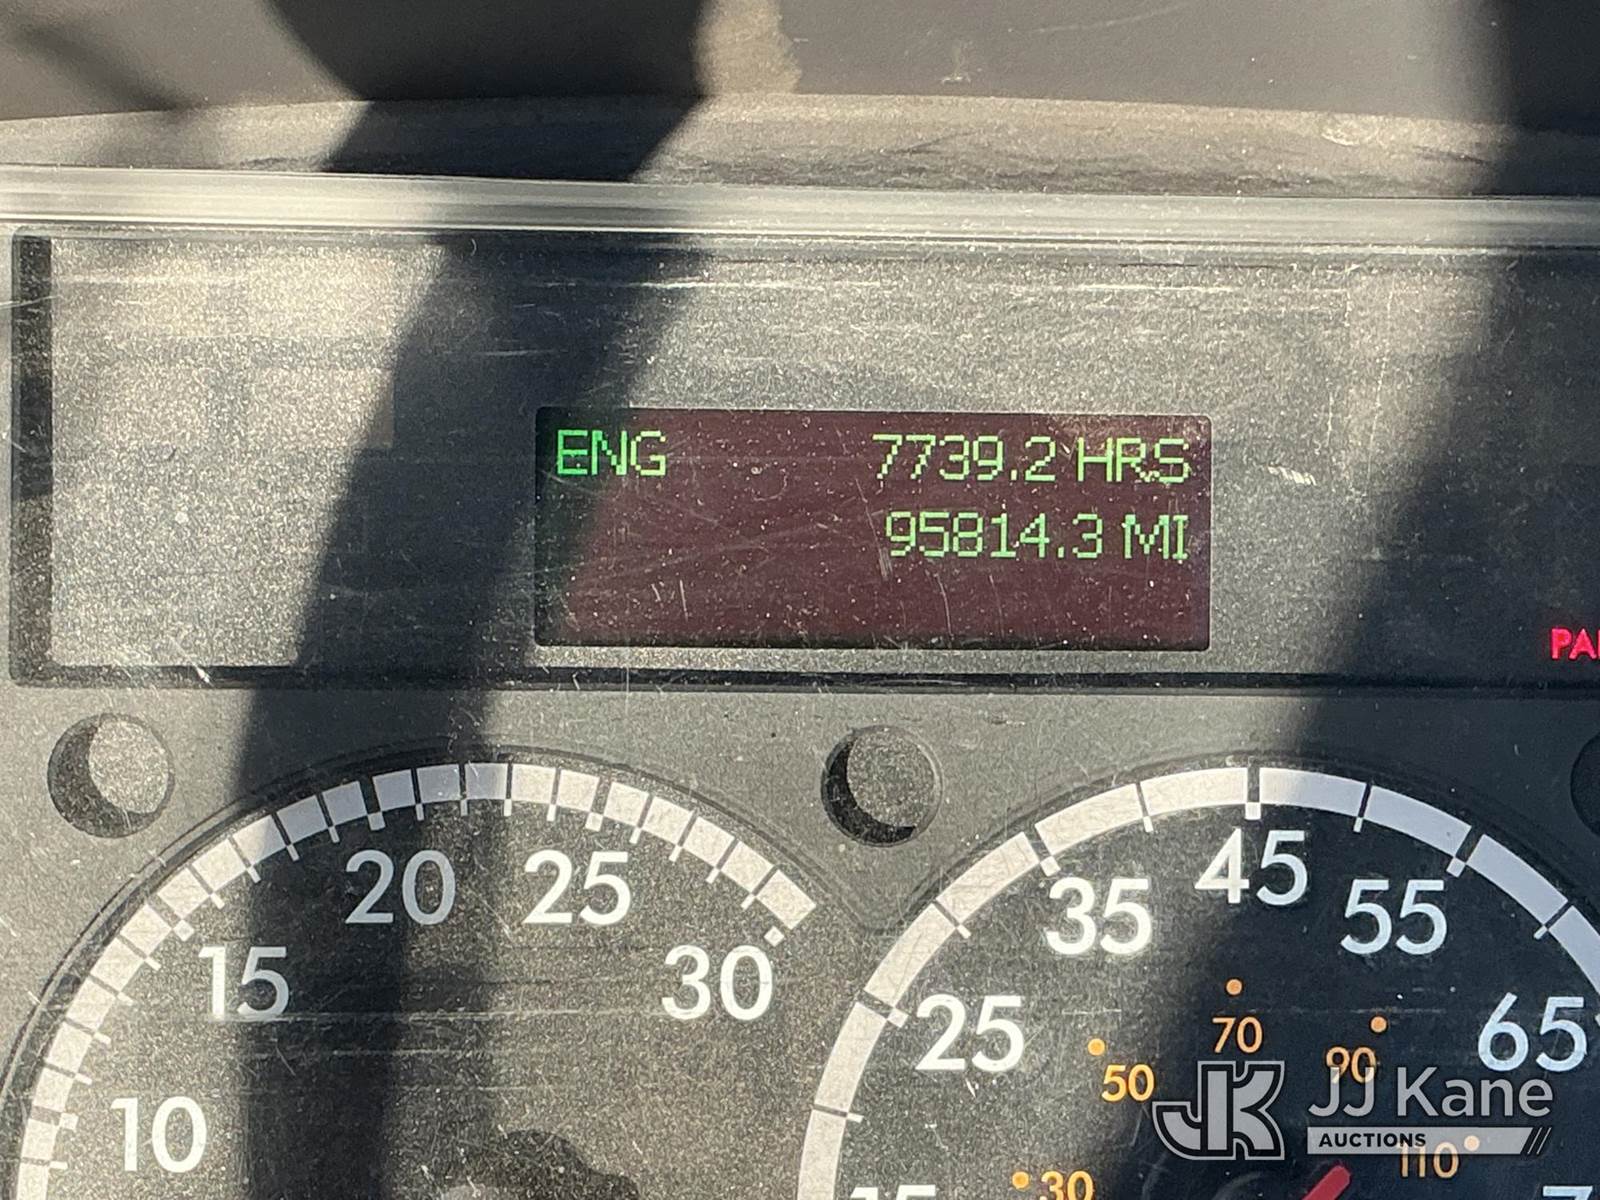 ENG 7739.2 HRS
95814.3 MI
10 15 20 25 30
25 35 45 55 65
30 50 70 90 110
JK JJ Kane
AUCTIONS